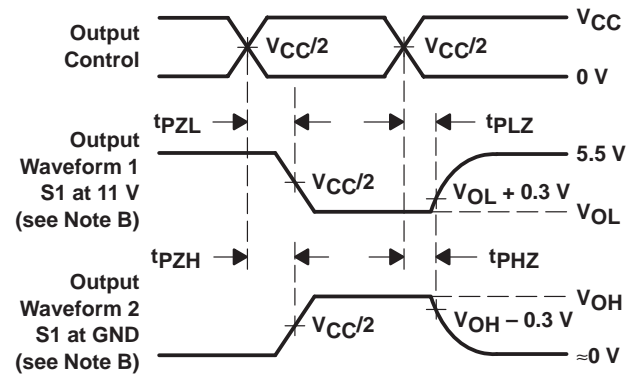 VCC
Output
Control
VCC/2
VCC/2
0 V
tPZL
tPLZ
Output
Waveform 1
S1 at 11 V
(see Note B)
5.5 V
VCC/2
VOL + 0.3 V
VOL
tPZH
tPHZ
Output
Waveform 2
S1 at GND
(see Note B)
VOH
VCC/2
VOH – 0.3 V
≈0 V